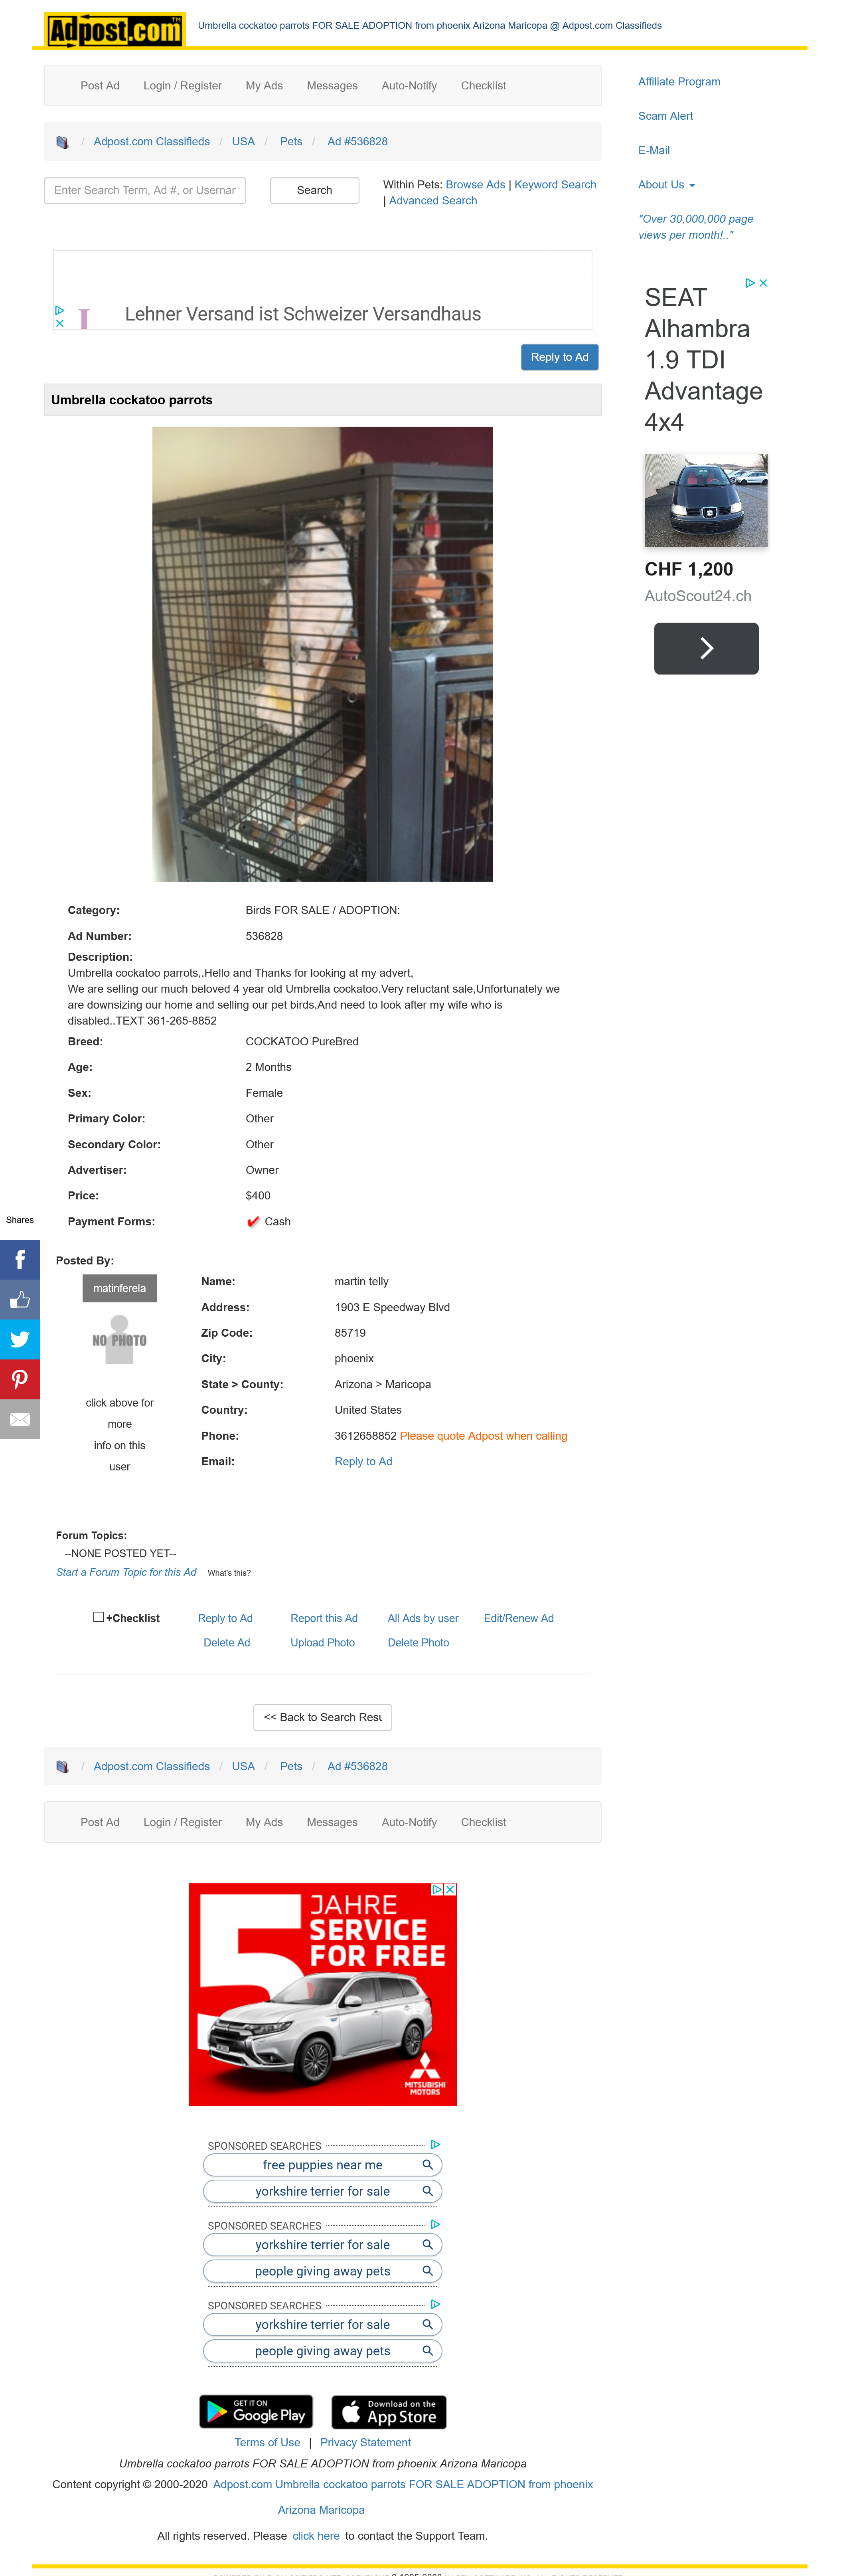 Adpost.com™
Umbrella cockatoo parrots FOR SALE ADOPTION from phoenix Arizona Maricopa @ Adpost.com Classifieds
Post Ad Login / Register My Ads Messages Auto-Notify Checklist
/ Adpost.com Classifieds / USA / Pets / Ad #536828
Enter Search Term, Ad #, or Usernar
Search
Within Pets: Browse Ads | Keyword Search
| Advanced Search
Affiliate Program
Scam Alert
E-Mail
About Us
"Over 30,000,000 page
views per month!.."
Lehner Versand ist Schweizer Versandhaus
Reply to Ad
SEAT
Alhambra
1.9 TDI
Advantage
4x4
CHF 1,200
AutoScout24.ch
Umbrella cockatoo parrots
Category: Birds FOR SALE / ADOPTION:
Ad Number: 536828
Description:
Umbrella cockatoo parrots,.Hello and Thanks for looking at my advert,
We are selling our much beloved 4 year old Umbrella cockatoo.Very reluctant sale,Unfortunately we
are downsizing our home and selling our pet birds,And need to look after my wife who is
disabled..TEXT 361-265-8852
Breed: COCKATOO PureBred
Age: 2 Months
Sex: Female
Primary Color: Other
Secondary Color: Other
Advertiser: Owner
Price: $400
Payment Forms: Cash
Shares
Posted By:
matinferela
NO PHOTO
click above for
more
info on this
user
Name: martin telly
Address: 1903 E Speedway Blvd
Zip Code: 85719
City: phoenix
State > County: Arizona > Maricopa
Country: United States
Phone: 3612658852 Please quote Adpost when calling
Email: Reply to Ad
Forum Topics:
--NONE POSTED YET--
Start a Forum Topic for this Ad What's this?
+Checklist Reply to Ad Report this Ad All Ads by user Edit/Renew Ad
Delete Ad Upload Photo Delete Photo
<< Back to Search Resu
/ Adpost.com Classifieds / USA / Pets / Ad #536828
Post Ad Login / Register My Ads Messages Auto-Notify Checklist
5 JAHRE
SERVICE
FOR FREE
MITSUBISHI
MOTORS
SPONSORED SEARCHES
free puppies near me
yorkshire terrier for sale
SPONSORED SEARCHES
yorkshire terrier for sale
people giving away pets
SPONSORED SEARCHES
yorkshire terrier for sale
people giving away pets
GET IT ON
Google Play
Download on the
App Store
Terms of Use | Privacy Statement
Umbrella cockatoo parrots FOR SALE ADOPTION from phoenix Arizona Maricopa
Content copyright © 2000-2020 Adpost.com Umbrella cockatoo parrots FOR SALE ADOPTION from phoenix
Arizona Maricopa
All rights reserved. Please click here to contact the Support Team.